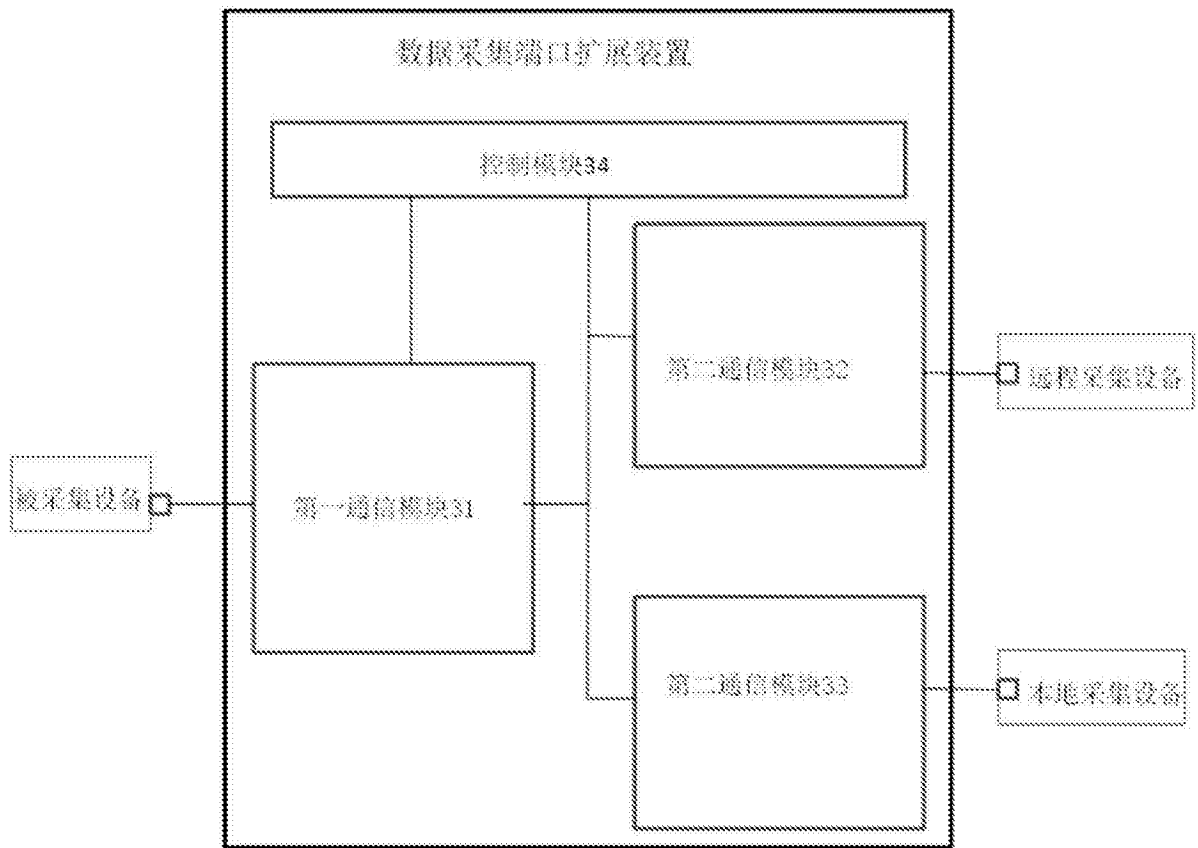 数据采集端口扩展装置
控制模块34
第二通信模块32
远程采集设备
被采集设备
第一通信模块31
第二通信模块33
本地采集设备